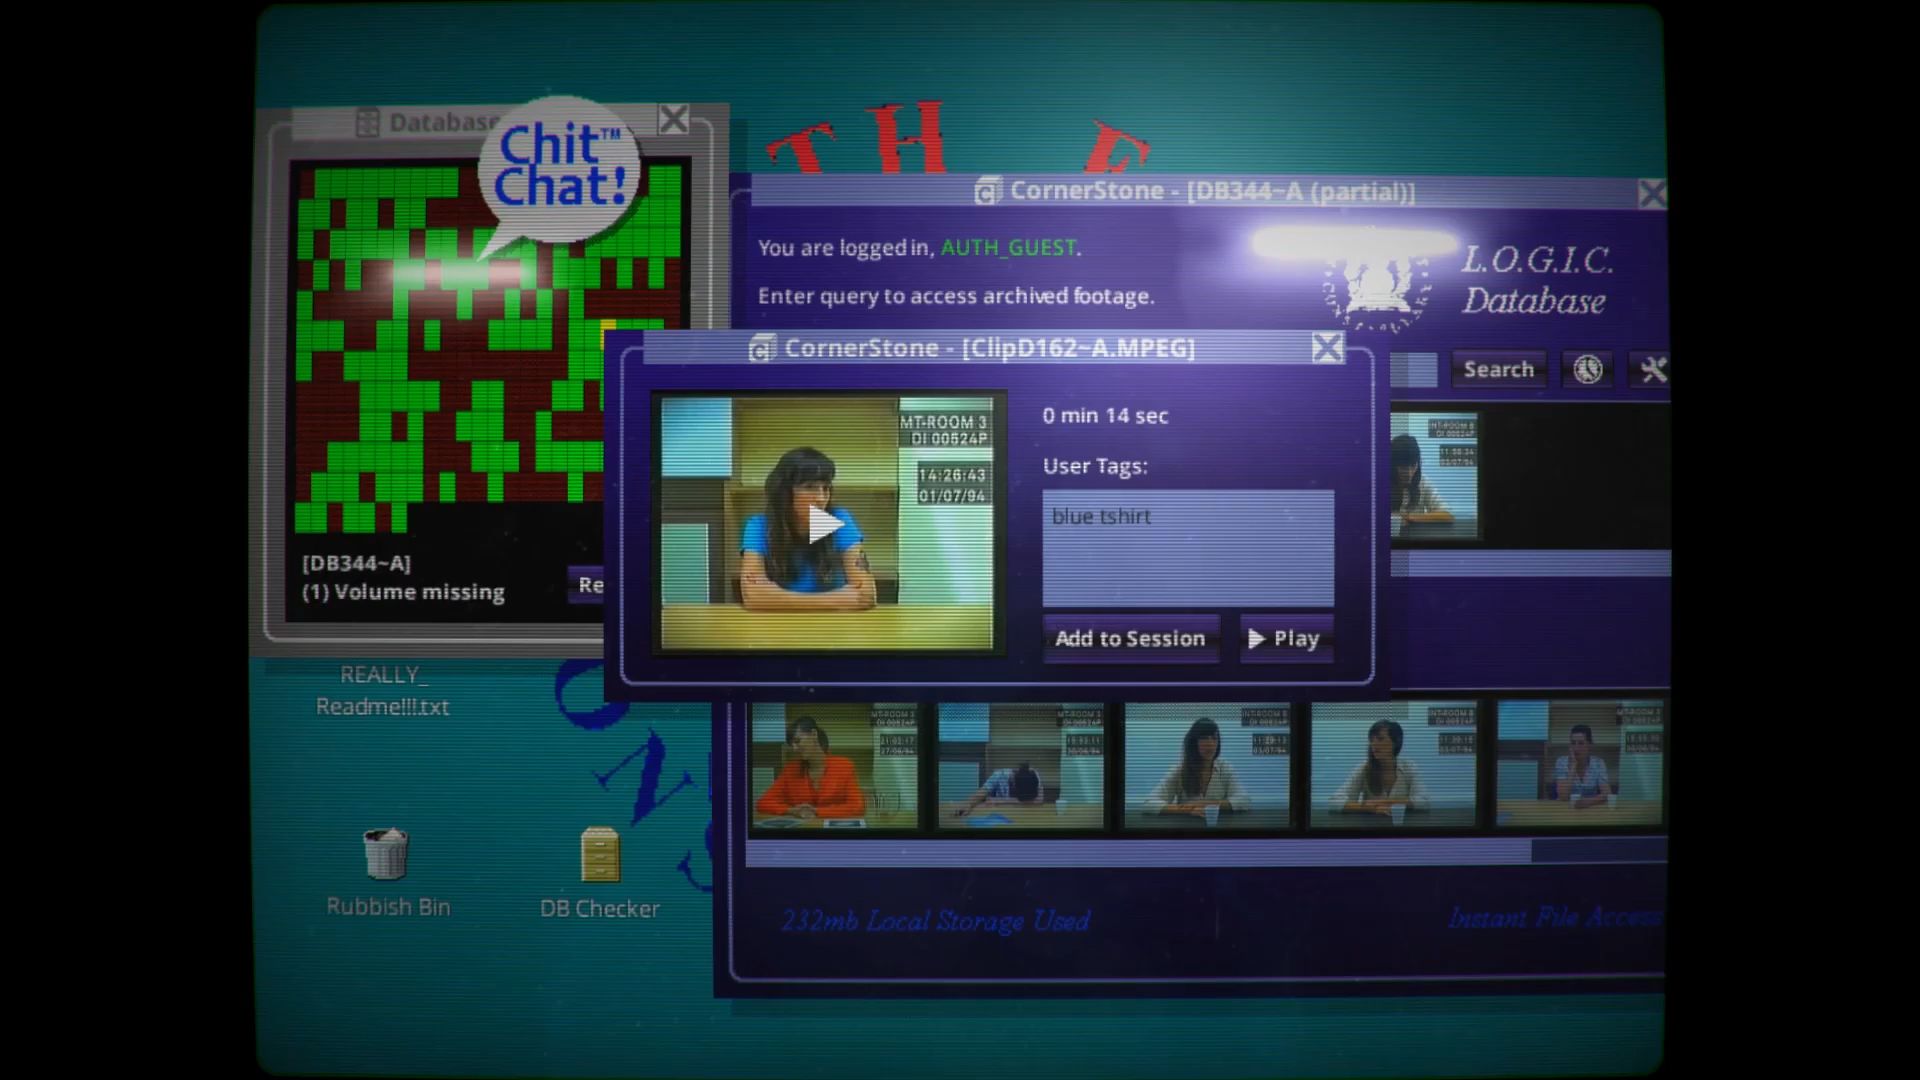 Database
Chit™
Chat!
T H E
CornerStone - [DB344~A (partial)]
You are logged in, AUTH_GUEST.
Enter query to access archived footage.
L.O.G.I.C.
Database
Search
CornerStone - [ClipD162~A.MPEG]
0 min 14 sec
User Tags:
blue tshirt
MT-ROOM 3
DI 00524P
14:26:43
01/07/94
Add to Session
Play
[DB344~A]
(1) Volume missing
Re
REALLY_
Readme!!!.txt
O N S
Rubbish Bin
DB Checker
232mb Local Storage Used
Instant File Access